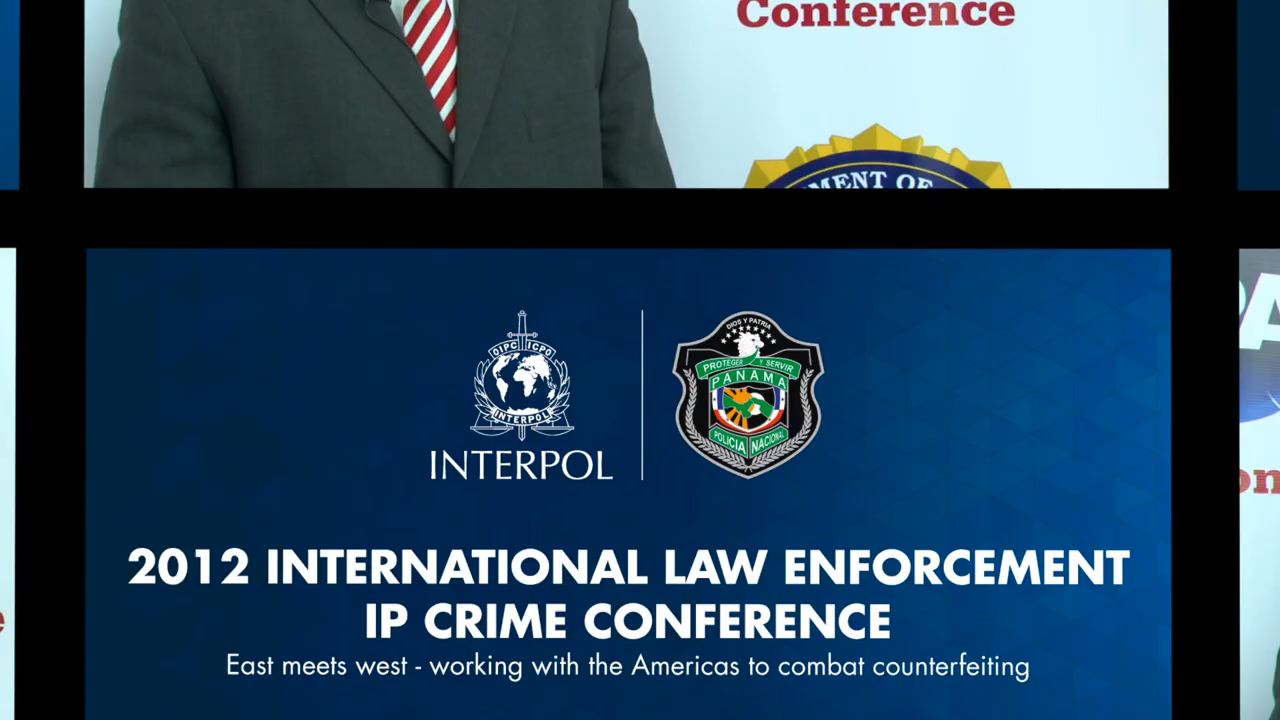 Conference
MENT OF
OIPC ICPO
INTERPOL
INTERPOL
DIOS Y PATRIA
PROTEGER Y SERVIR
PANAMA
POLICIA NACIONAL
2012 INTERNATIONAL LAW ENFORCEMENT
IP CRIME CONFERENCE
East meets west - working with the Americas to combat counterfeiting